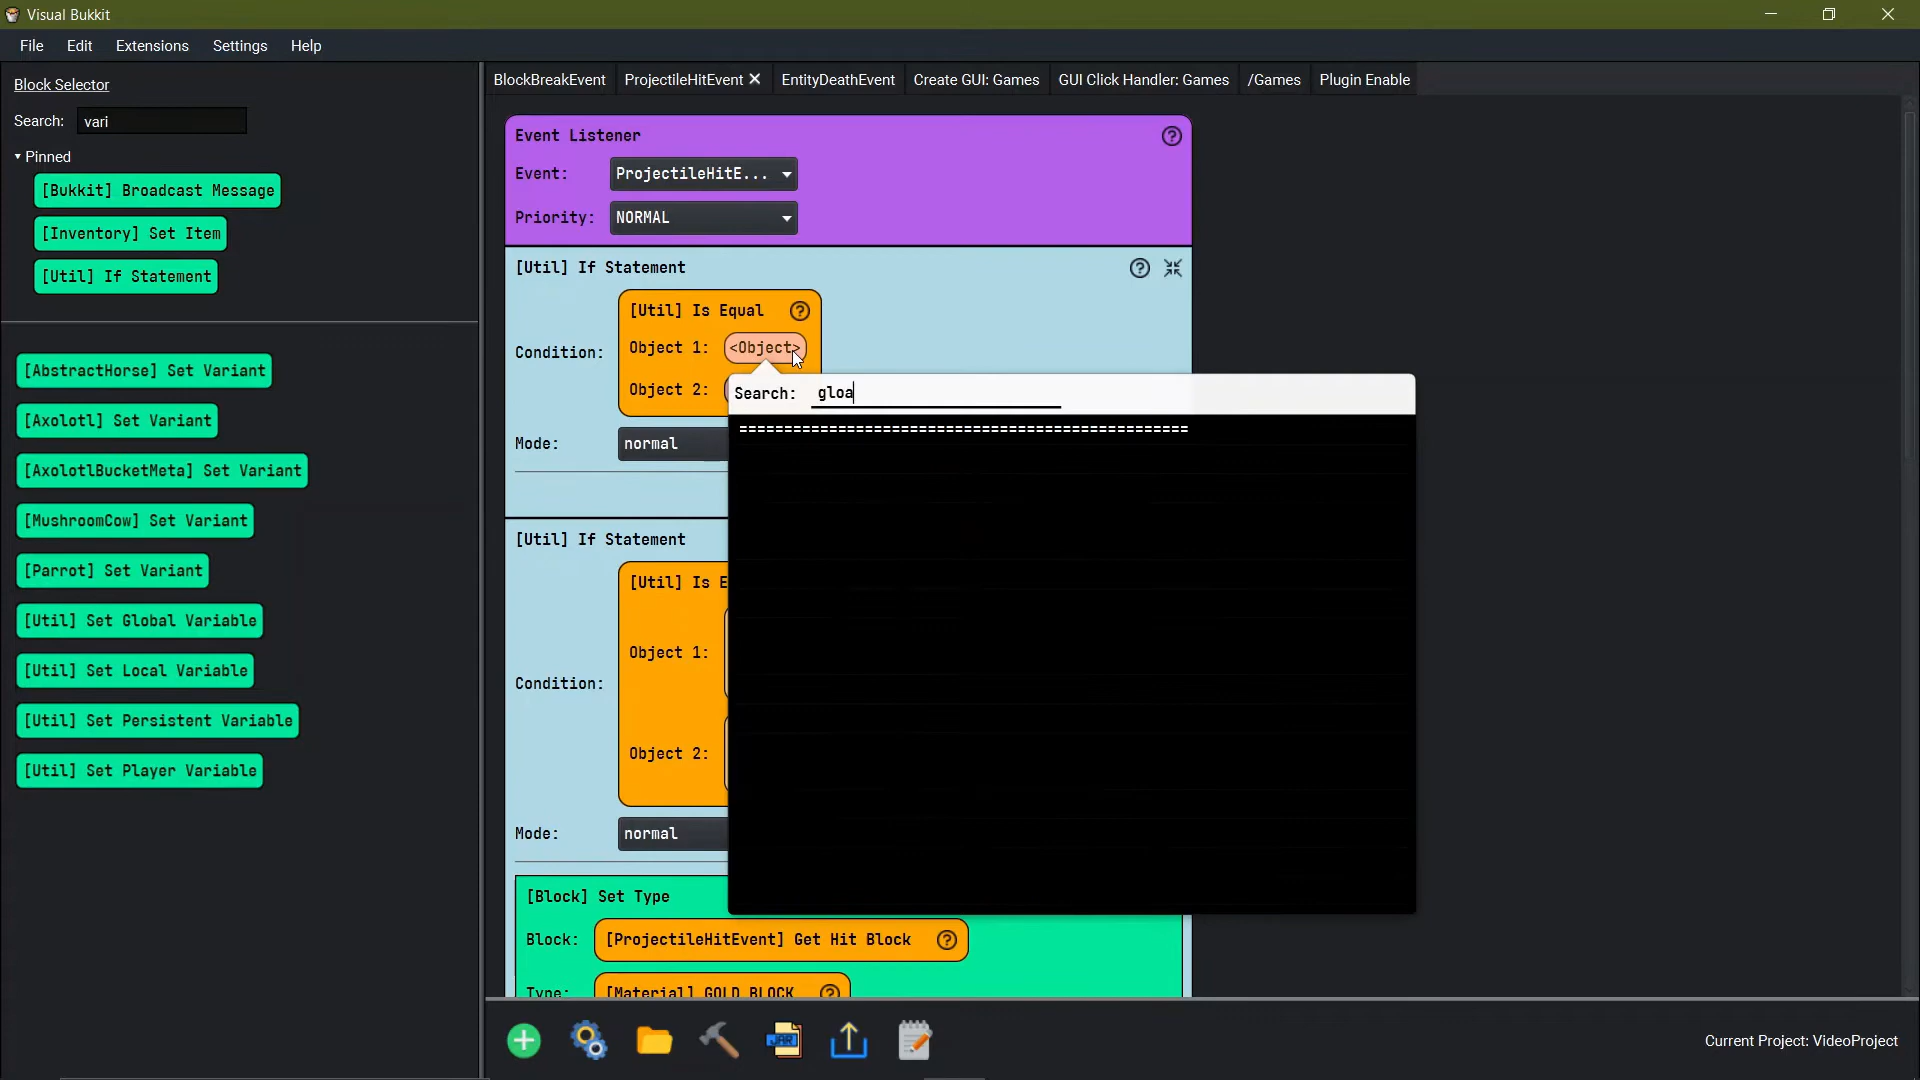 Visual Bukkit
File Edit Extensions Settings Help
Block Selector
Search: vari
Pinned
[Bukkit] Broadcast Message
[Inventory] Set Item
[Util] If Statement
[AbstractHorse] Set Variant
[Axolotl] Set Variant
[AxolotlBucketMeta] Set Variant
[MushroomCow] Set Variant
[Parrot] Set Variant
[Util] Set Global Variable
[Util] Set Local Variable
[Util] Set Persistent Variable
[Util] Set Player Variable
BlockBreakEvent ProjectileHitEvent EntityDeathEvent Create GUI: Games GUI Click Handler: Games /Games Plugin Enable
Event Listener
Event: ProjectileHitE...
Priority: NORMAL
[Util] If Statement
Condition:
[Util] Is Equal
Object 1: <Object>
Object 2:
Search: gloa
==================================================
Mode: normal
[Util] If Statement
Condition:
[Util] Is E
Object 1:
Object 2:
Mode: normal
[Block] Set Type
Block: [ProjectileHitEvent] Get Hit Block
Type: [Material] GOLD_BLOCK
JAR
Current Project: VideoProject